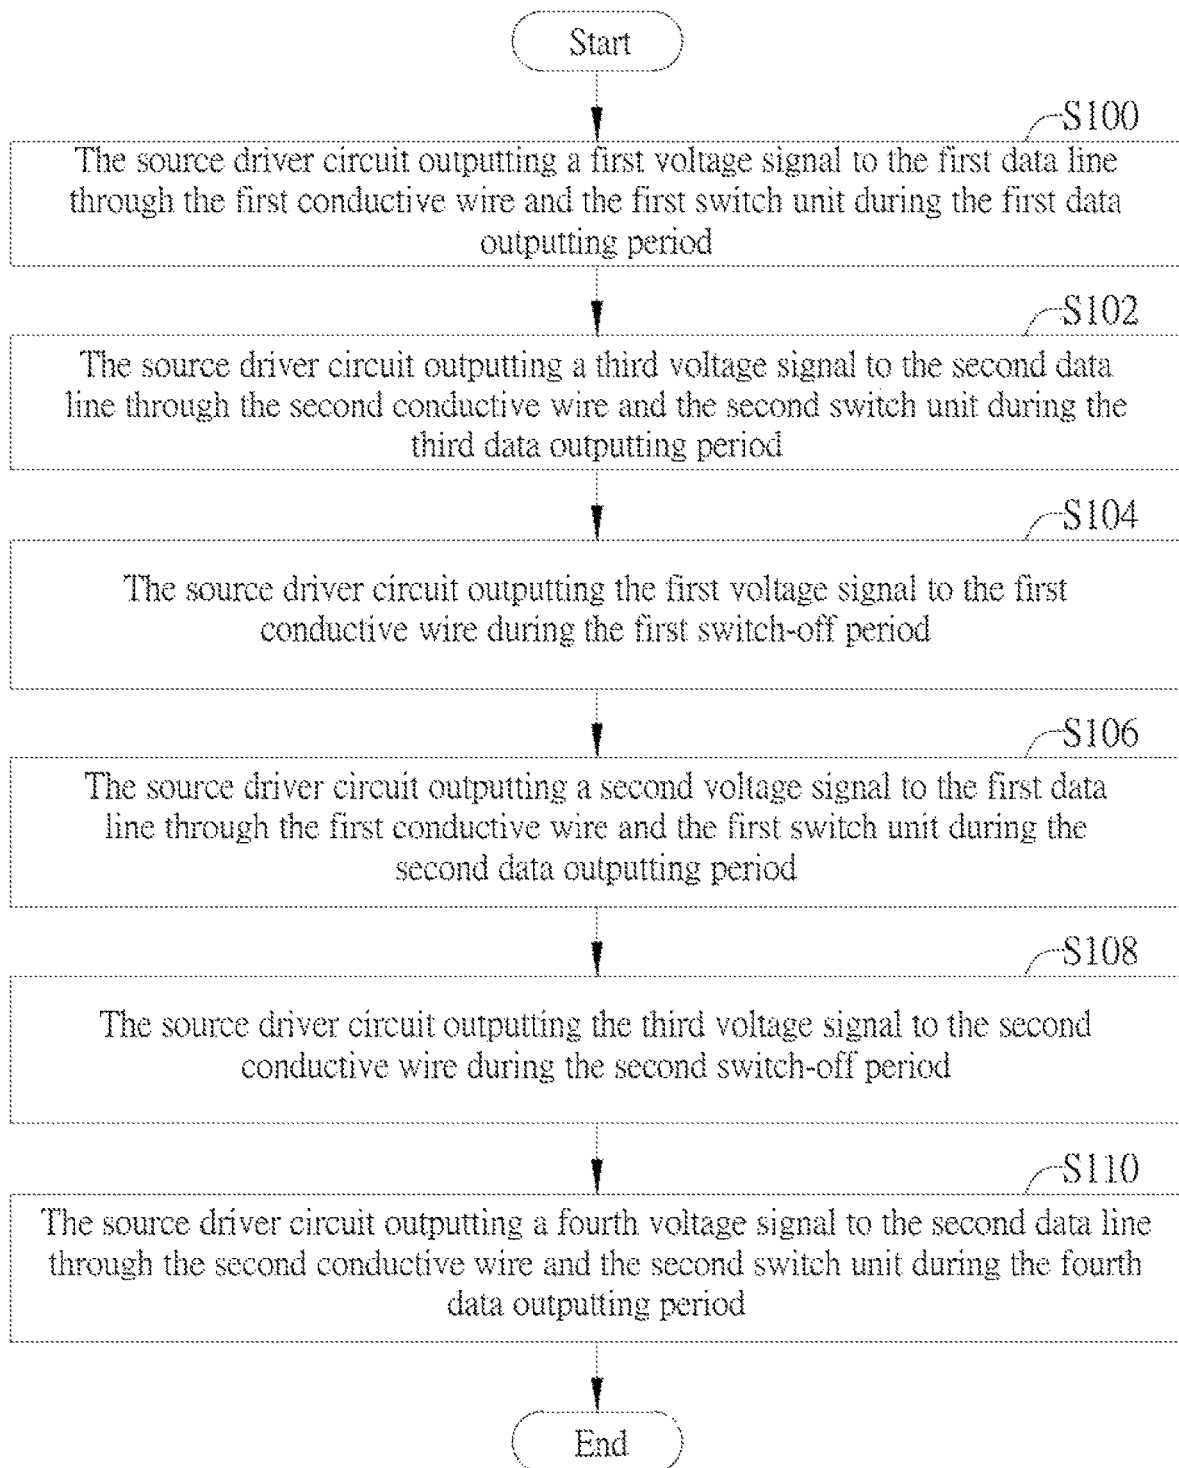 Start
S100
The source driver circuit outputting a first voltage signal to the first data line
through the first conductive wire and the first switch unit during the first data
outputting period
S102
The source driver circuit outputting a third voltage signal to the second data
line through the second conductive wire and the second switch unit during the
third data outputting period
S104
The source driver circuit outputting the first voltage signal to the first
conductive wire during the first switch-off period
S106
The source driver circuit outputting a second voltage signal to the first data
line through the first conductive wire and the first switch unit during the
second data outputting period
S108
The source driver circuit outputting the third voltage signal to the second
conductive wire during the second switch-off period
S110
The source driver circuit outputting a fourth voltage signal to the second data line
through the second conductive wire and the second switch unit during the fourth
data outputting period
End